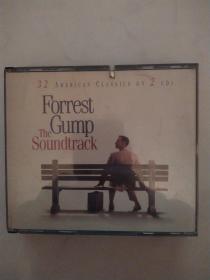 32 AMERICAN CLASSICS ON 2 CDs
Forrest
Gump
The
Soundtrack